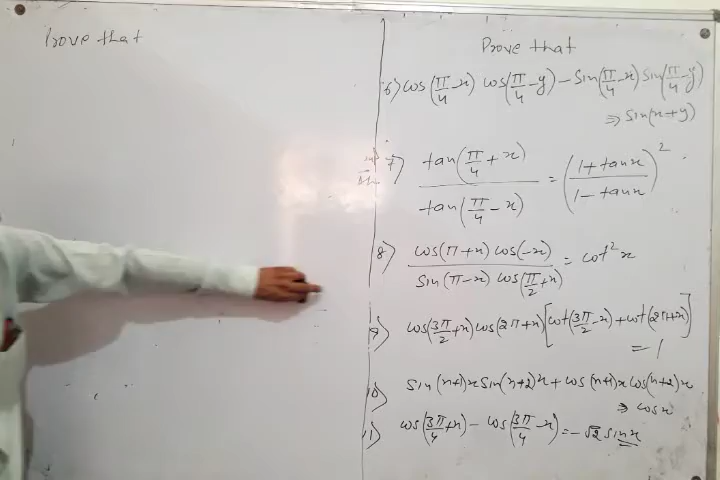 Prove that
Prove that
6) cos(π/4 - x) cos(π/4 - y) - sin(π/4 - x) sin(π/4 - y)
⇒ sin(x + y)
7) tan(π/4 + x) / tan(π/4 - x) = ((1 + tan x) / (1 - tan x))²
8) cos(π + x) cos(-x) / sin(π - x) cos(π/2 + x) = cot² x
9) cos(3π/2 + x) cos(2π + x) [cot(3π/2 - x) + cot(2π + x)]
= 1
10) sin(n+1)x sin(n+2)x + cos(n+1)x cos(n+2)x
⇒ cos x
11) cos(3π/4 + x) - cos(3π/4 - x) = -√2 sin x